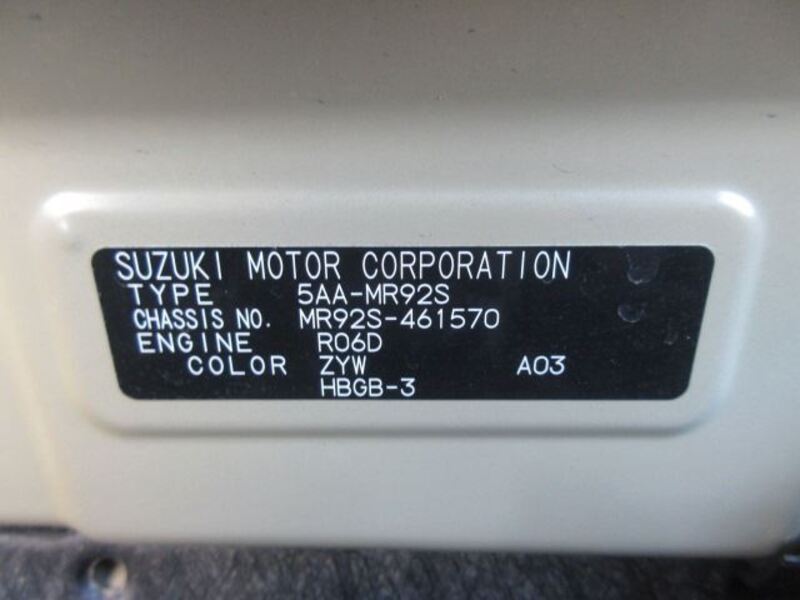 SUZUKI MOTOR CORPORATION
TYPE 5AA-MR92S
CHASSIS NO. MR92S-461570
ENGINE R06D
COLOR ZYW A03
HBGB-3